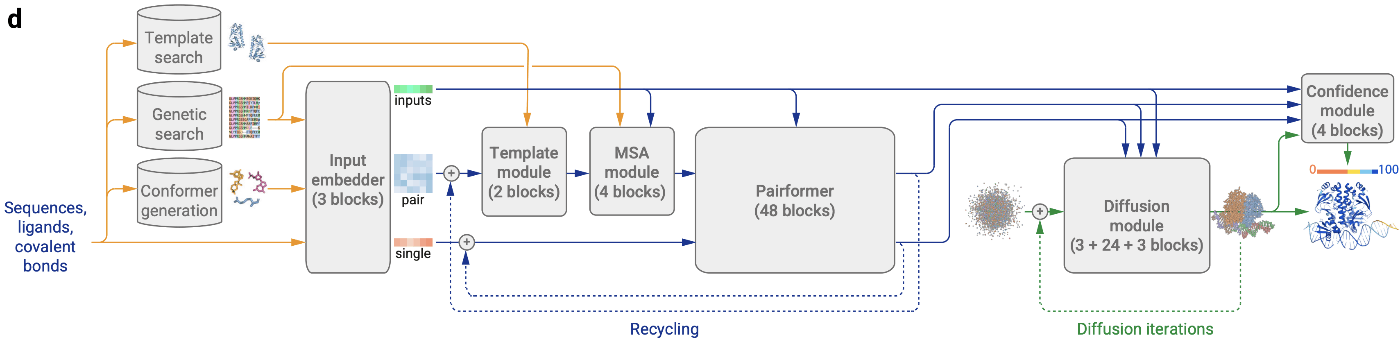 d
Template
search
Genetic
search
Conformer
generation
Sequences,
ligands,
covalent
bonds
Input
embedder
(3 blocks)
inputs
pair
single
+
+
Template
module
(2 blocks)
MSA
module
(4 blocks)
Pairformer
(48 blocks)
Recycling
+
Diffusion
module
(3 + 24 + 3 blocks)
Diffusion iterations
Confidence
module
(4 blocks)
0 100